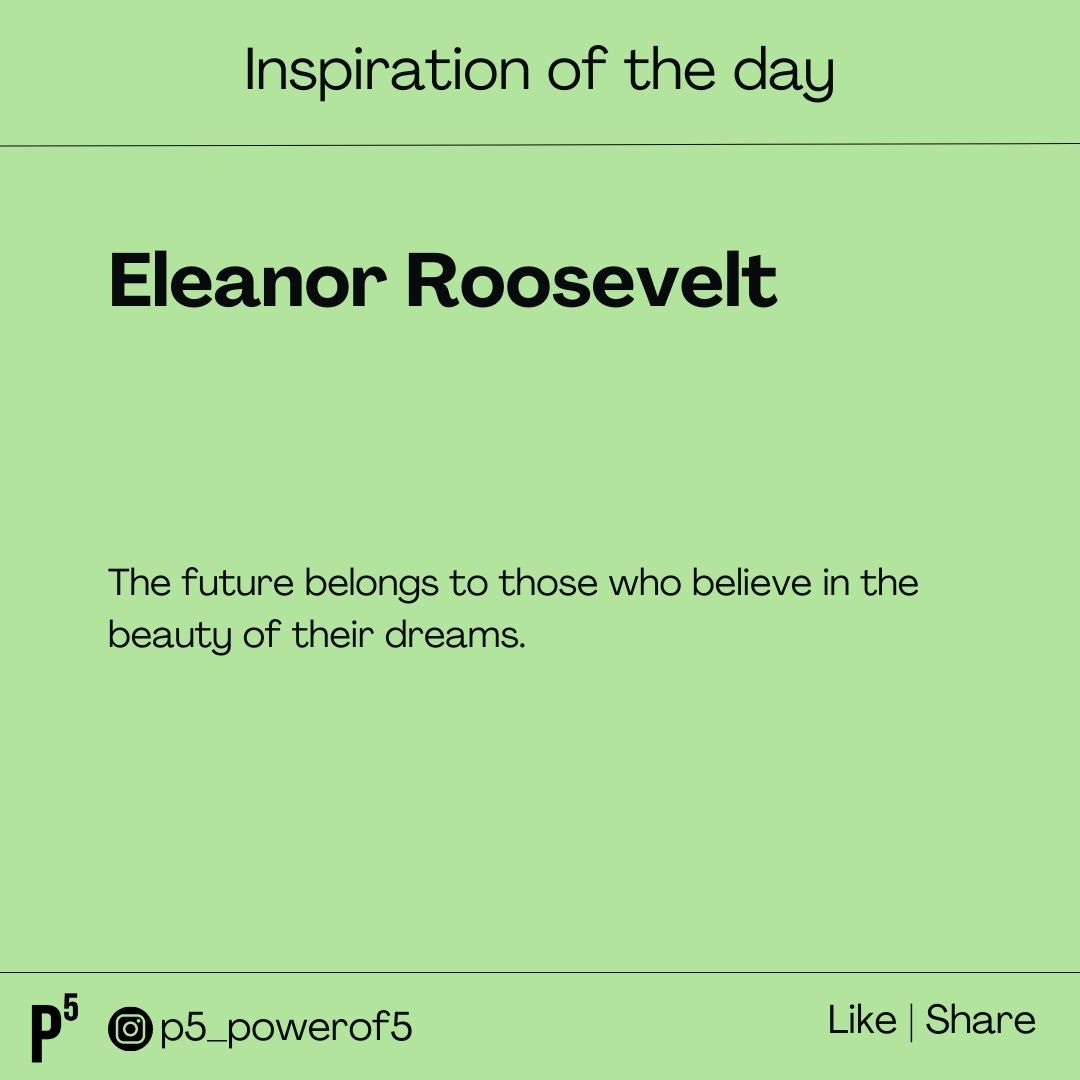 Inspiration of the day
Eleanor Roosevelt
The future belongs to those who believe in the
beauty of their dreams.
P5 p5_powerof5
Like | Share